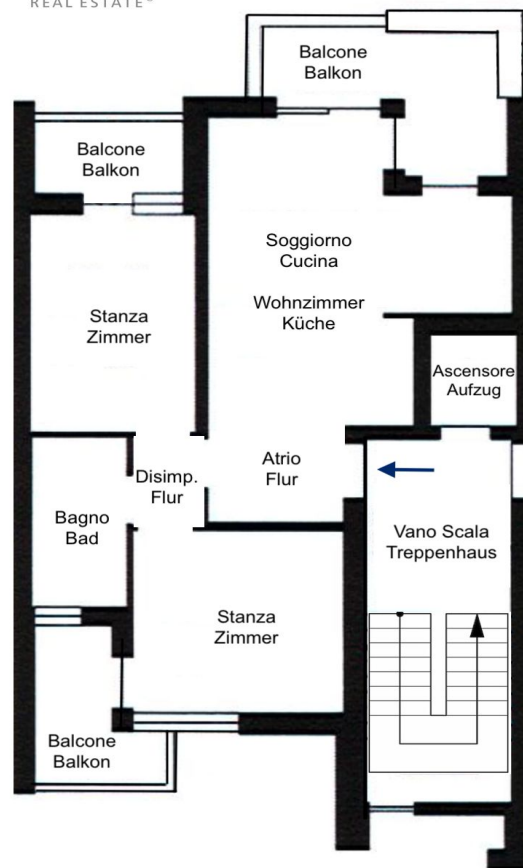 REAL ESTATE®
Balcone
Balkon
Balcone
Balkon
Soggiorno
Cucina
Wohnzimmer
Küche
Stanza
Zimmer
Ascensore
Aufzug
Disimp.
Flur
Atrio
Flur
Bagno
Bad
Vano Scala
Treppenhaus
Stanza
Zimmer
Balcone
Balkon